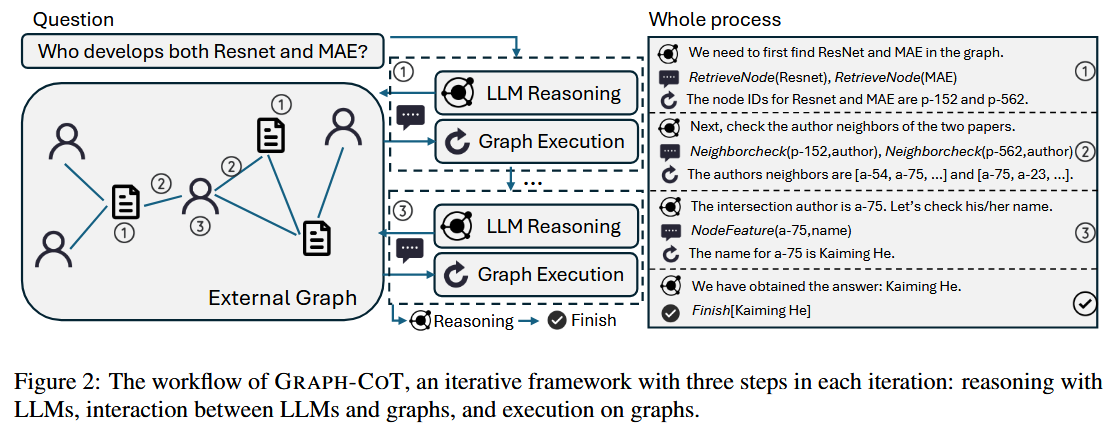 Question
Who develops both Resnet and MAE?
①
LLM Reasoning
Graph Execution
...
③
LLM Reasoning
Graph Execution
Reasoning
Finish
①
②
②
①
③
External Graph
Whole process
We need to first find ResNet and MAE in the graph.
RetrieveNode(Resnet), RetrieveNode(MAE)
①
The node IDs for Resnet and MAE are p-152 and p-562.
Next, check the author neighbors of the two papers.
Neighborcheck(p-152,author), Neighborcheck(p-562,author) ②
The authors neighbors are [a-54, a-75, ...] and [a-75, a-23, ...].
The intersection author is a-75. Let's check his/her name.
NodeFeature(a-75,name)
③
The name for a-75 is Kaiming He.
We have obtained the answer: Kaiming He.
Finish[Kaiming He]
Figure 2: The workflow of GRAPH-COT, an iterative framework with three steps in each iteration: reasoning with
LLMs, interaction between LLMs and graphs, and execution on graphs.